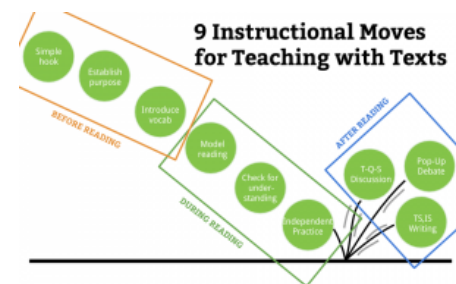 9 Instructional Moves
for Teaching with Texts
Simple
hook
Establish
purpose
Introduce
vocab
BEFORE READING
Model
reading
Check for
under-
standing
Independent
Practice
DURING READING
AFTER READING
T-Q-S
Discussion
Pop-Up
Debate
TS,IS
Writing